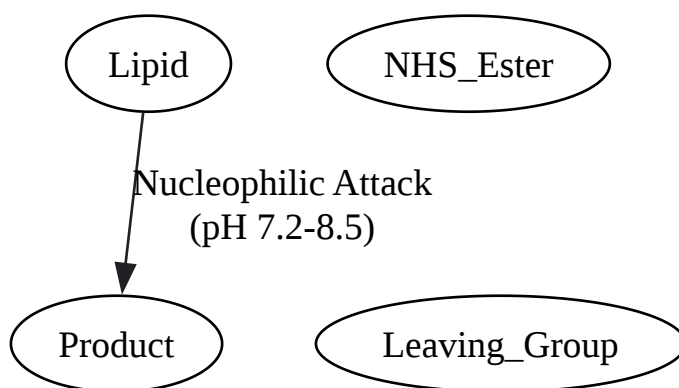 Lipid
NHS_Ester
Nucleophilic Attack
(pH 7.2-8.5)
Product
Leaving_Group